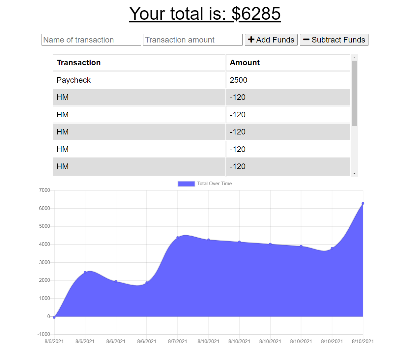 Your total is: $6285
Name of transaction Transaction amount + Add Funds − Subtract Funds
Transaction Amount
Paycheck 2500
HM -120
HM -120
HM -120
HM -120
HM -120
Total Over Time
7000
6000
5000
4000
3000
2000
1000
0
-1000